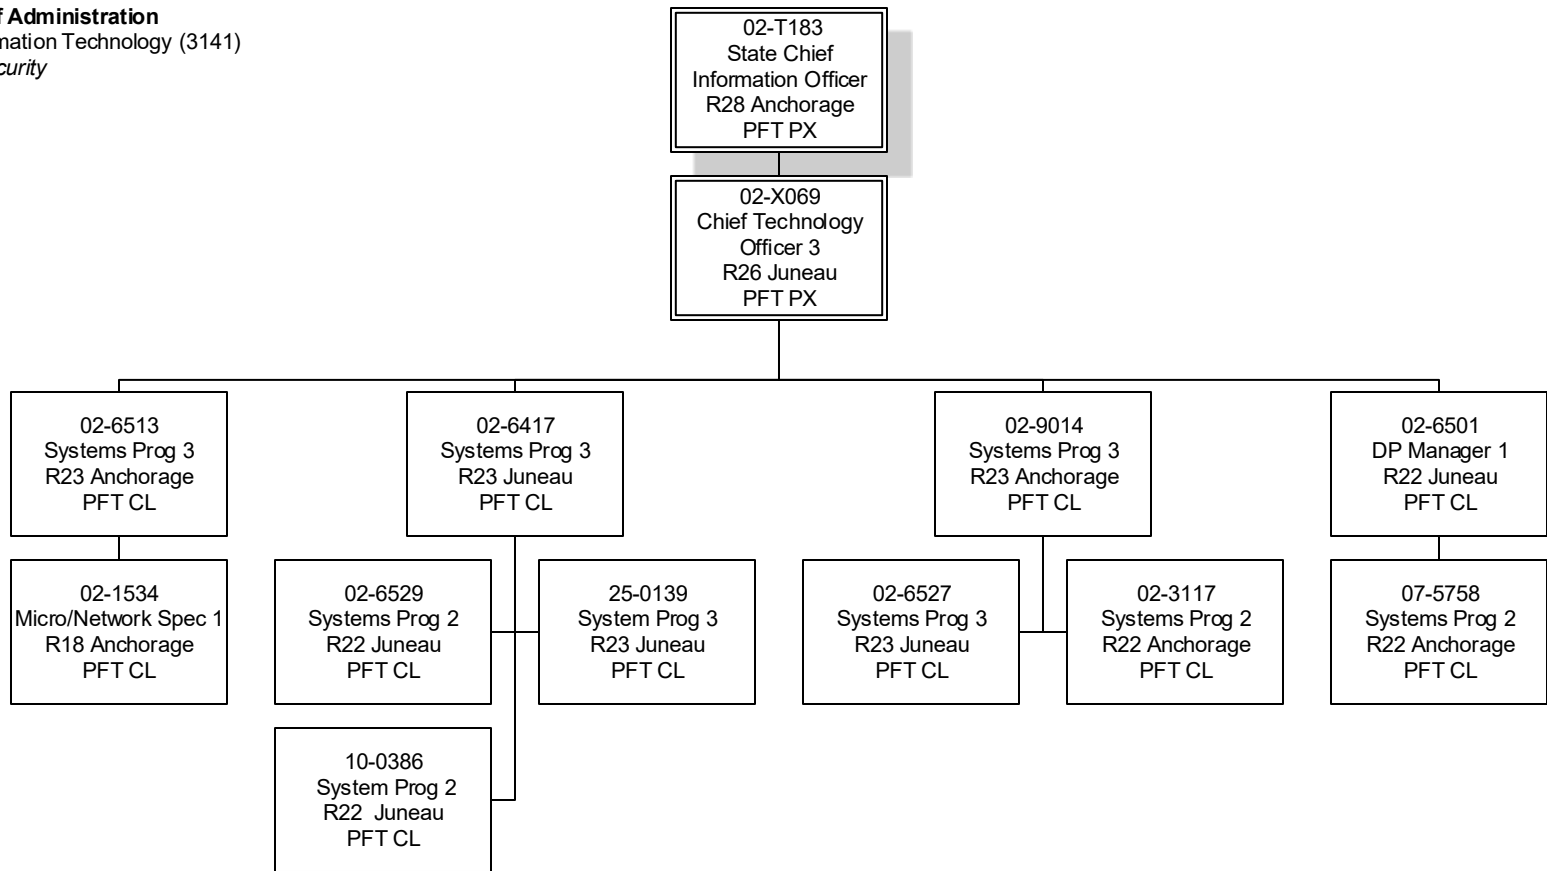 f Administration
mation Technology (3141)
curity
02-T183
State Chief
Information Officer
R28 Anchorage
PFT PX
02-X069
Chief Technology
Officer 3
R26 Juneau
PFT PX
02-6513
Systems Prog 3
R23 Anchorage
PFT CL
02-6417
Systems Prog 3
R23 Juneau
PFT CL
02-9014
Systems Prog 3
R23 Anchorage
PFT CL
02-6501
DP Manager 1
R22 Juneau
PFT CL
02-1534
Micro/Network Spec 1
R18 Anchorage
PFT CL
02-6529
Systems Prog 2
R22 Juneau
PFT CL
25-0139
System Prog 3
R23 Juneau
PFT CL
02-6527
Systems Prog 3
R23 Juneau
PFT CL
02-3117
Systems Prog 2
R22 Anchorage
PFT CL
07-5758
Systems Prog 2
R22 Anchorage
PFT CL
10-0386
System Prog 2
R22  Juneau
PFT CL